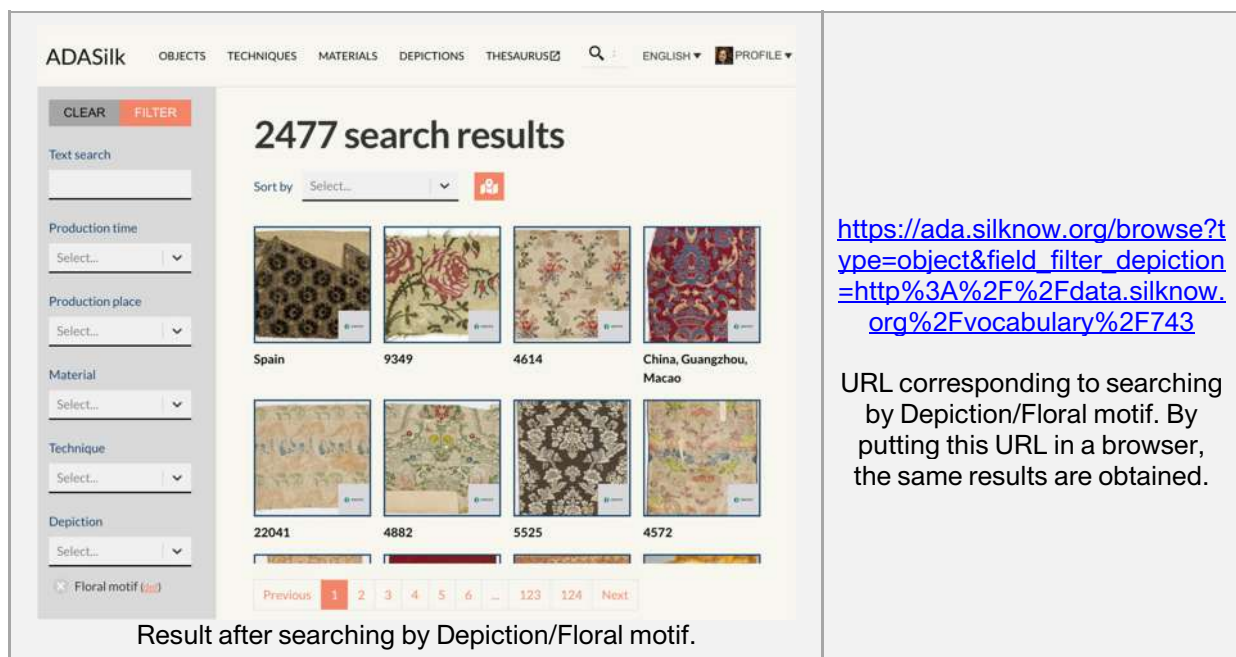 ADASilk OBJECTS TECHNIQUES MATERIALS DEPICTIONS THESAURUS ENGLISH PROFILE
CLEAR FILTER
Text search
Production time
Select...
Production place
Select...
Material
Select...
Technique
Select...
Depiction
Select...
Floral motif (def)
2477 search results
Sort by Select...
Spain 9349 4614 China, Guangzhou,
Macao
22041 4882 5525 4572
Previous 1 2 3 4 5 6 ... 123 124 Next
Result after searching by Depiction/Floral motif.
https://ada.silknow.org/browse?t
ype=object&field_filter_depiction
=http%3A%2F%2Fdata.silknow.
org%2Fvocabulary%2F743
URL corresponding to searching
by Depiction/Floral motif. By
putting this URL in a browser,
the same results are obtained.